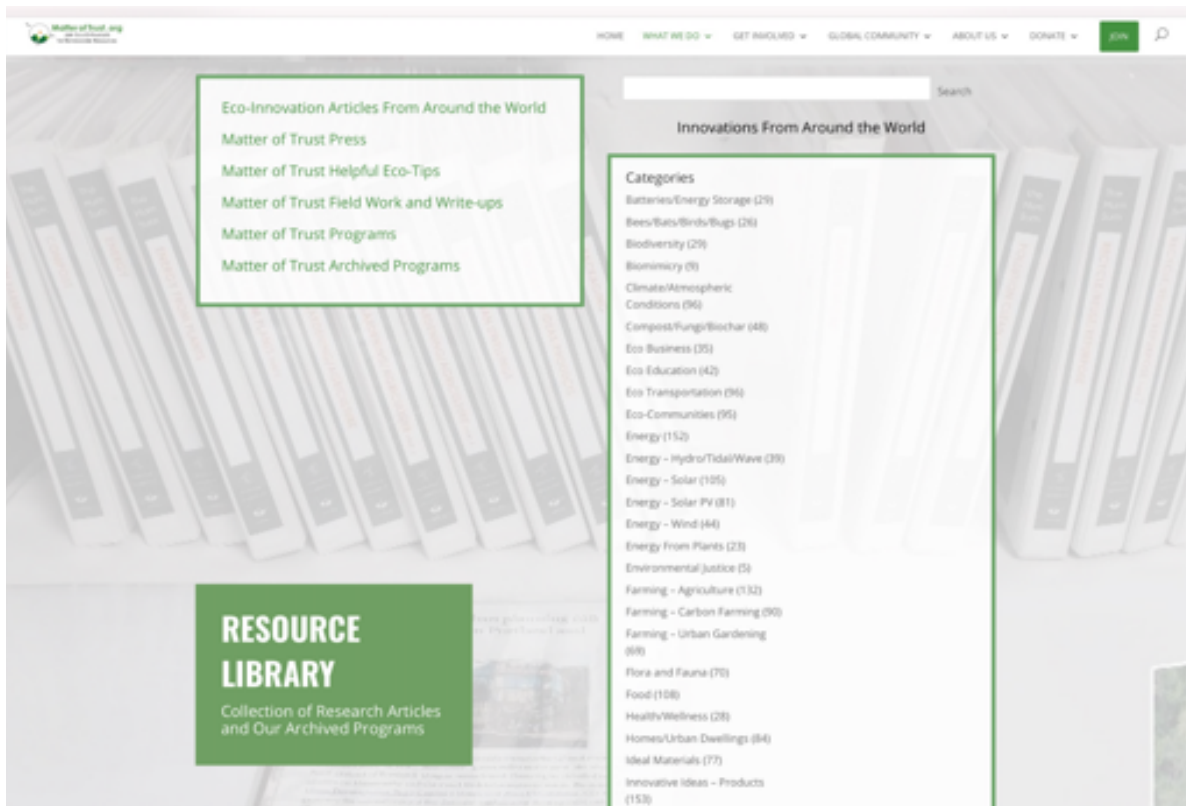 MatterofTrust.org
HOME
WHAT WE DO
GET INVOLVED
GLOBAL COMMUNITY
ABOUT US
DONATE
JOIN
Eco-Innovation Articles From Around the World
Matter of Trust Press
Matter of Trust Helpful Eco-Tips
Matter of Trust Field Work and Write-ups
Matter of Trust Programs
Matter of Trust Archived Programs
RESOURCE
LIBRARY
Collection of Research Articles
and Our Archived Programs
Search
Innovations From Around the World
Categories
Batteries/Energy Storage (29)
Bees/Bats/Birds/Bugs (26)
Biodiversity (29)
Biomimicry (9)
Climate/Atmospheric
Conditions (96)
Compost/Fungi/Biochar (48)
Eco Business (35)
Eco Education (42)
Eco Transportation (96)
Eco-Communities (95)
Energy (152)
Energy – Hydro/Tidal/Wave (39)
Energy – Solar (105)
Energy – Solar PV (81)
Energy – Wind (44)
Energy From Plants (23)
Environmental Justice (5)
Farming – Agriculture (132)
Farming – Carbon Farming (90)
Farming – Urban Gardening
(69)
Flora and Fauna (70)
Food (108)
Health/Wellness (28)
Homes/Urban Dwellings (84)
Ideal Materials (77)
Innovative Ideas – Products
(153)